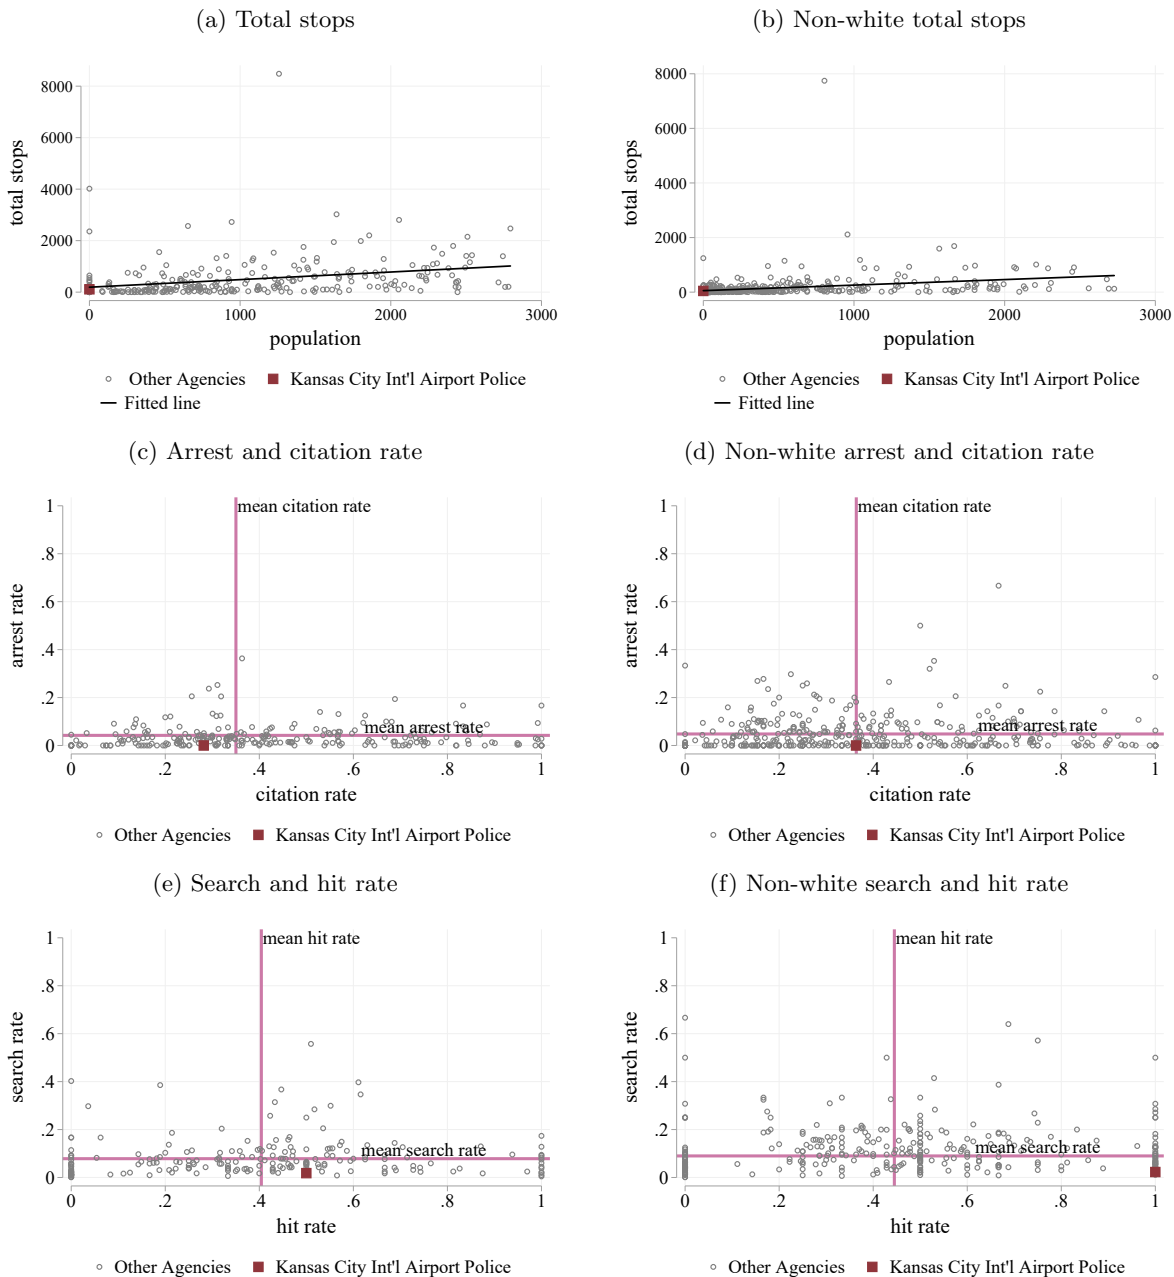 (a) Total stops
(b) Non-white total stops
8000
6000
4000
2000
0
total stops
0 1000 2000 3000
population
○ Other Agencies ■ Kansas City Int'l Airport Police
— Fitted line
8000
6000
4000
2000
0
total stops
0 1000 2000 3000
population
○ Other Agencies ■ Kansas City Int'l Airport Police
— Fitted line
(c) Arrest and citation rate
(d) Non-white arrest and citation rate
1
.8
.6
.4
.2
0
arrest rate
mean citation rate
mean arrest rate
0 .2 .4 .6 .8 1
citation rate
○ Other Agencies ■ Kansas City Int'l Airport Police
1
.8
.6
.4
.2
0
arrest rate
mean citation rate
mean arrest rate
0 .2 .4 .6 .8 1
citation rate
○ Other Agencies ■ Kansas City Int'l Airport Police
(e) Search and hit rate
(f) Non-white search and hit rate
1
.8
.6
.4
.2
0
search rate
mean hit rate
mean search rate
0 .2 .4 .6 .8 1
hit rate
○ Other Agencies ■ Kansas City Int'l Airport Police
1
.8
.6
.4
.2
0
search rate
mean hit rate
mean search rate
0 .2 .4 .6 .8 1
hit rate
○ Other Agencies ■ Kansas City Int'l Airport Police